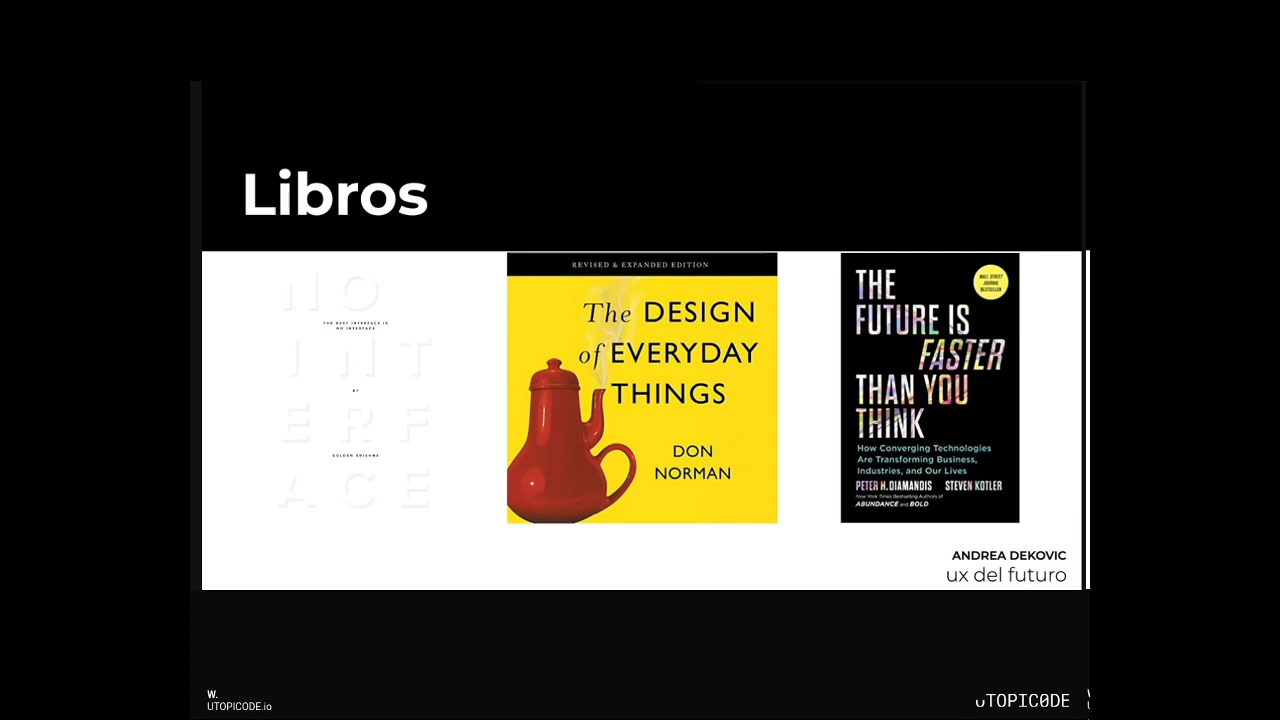 Libros
NO
THE BEST INTERFACE IS
NO INTERFACE
INT
BY
ERF
GOLDEN KRISHNA
ACE
REVISED & EXPANDED EDITION
The DESIGN
of EVERYDAY
THINGS
DON
NORMAN
WALL STREET
JOURNAL
BESTSELLER
THE
FUTURE IS
FASTER
THAN YOU
THINK
How Converging Technologies
Are Transforming Business,
Industries, and Our Lives
PETER H. DIAMANDIS STEVEN KOTLER
New York Times Bestselling Authors of
ABUNDANCE and BOLD
ANDREA DEKOVIC
ux del futuro
W.
UTOPICODE.io
UTOPIC0DE